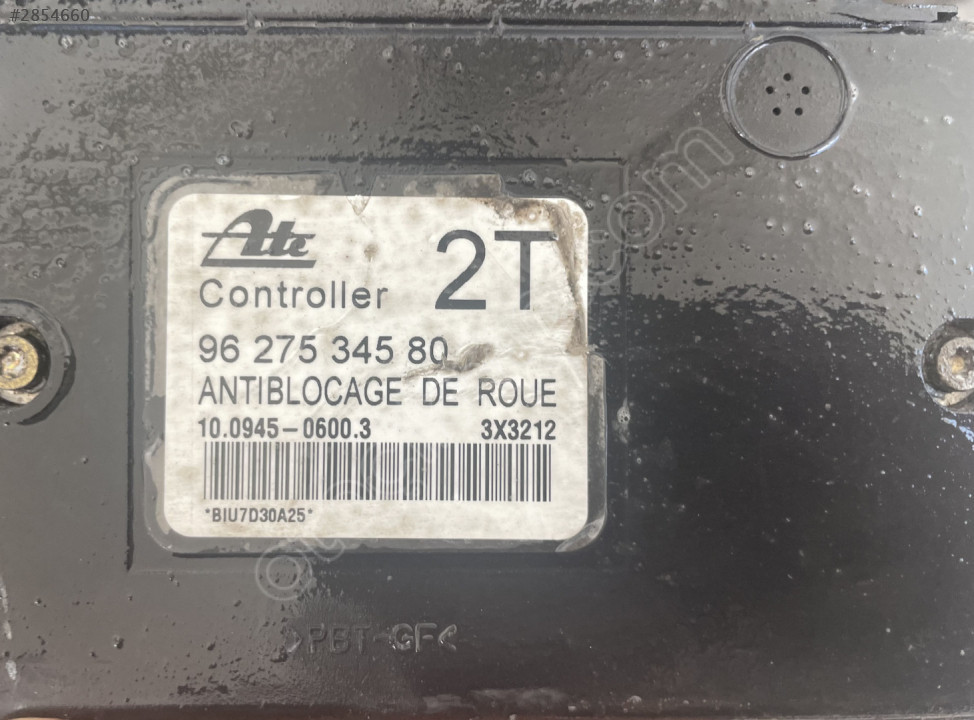 #2854660
Ate
2T
Controller
96 275 345 80
ANTIBLOCAGE DE ROUE
10.0945-0600.3 3X3212
*BIU7D30A25*
>PBT-GF<